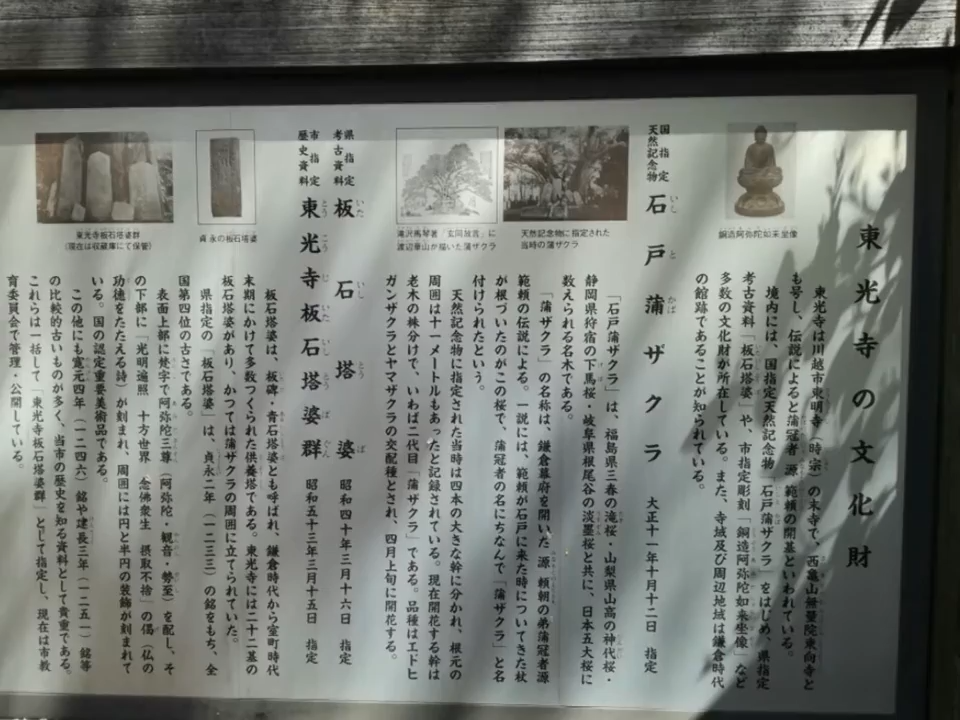 東光寺の文化財
東光寺は川越市東明寺（時宗）の末寺で、西亀山無量院東向寺と
も号し、伝説によると蒲冠者 源 範頼の開基といわれている。
境内には、国指定天然記念物「石戸蒲ザクラ」をはじめ、県指定
考古資料「板石塔婆」や、市指定彫刻「銅造阿弥陀如来坐像」など
多数の文化財が所在している。また、寺域及び周辺地域は鎌倉時代
の館跡であることが知られている。
銅造阿弥陀如来坐像
国指定
天然記念物
石戸蒲ザクラ
いし と かば
大正十一年十月十二日 指定
「石戸蒲ザクラ」は、福島県三春の滝桜・山梨県山高の神代桜・
静岡県狩宿の下馬桜・岐阜県根尾谷の淡墨桜と共に、日本五大桜に
数えられる名木である。
「蒲ザクラ」の名称は、鎌倉幕府を開いた 源 頼朝の弟蒲冠者源
範頼の伝説による。一説には、範頼が石戸に来た時についてきた杖
が根づいたのがこの桜で、蒲冠者の名にちなんで「蒲ザクラ」と名
付けられたという。
天然記念物に指定された当時は四本の大きな幹に分かれ、根元の
周囲は十一メートルもあったと記録されている。現在開花する幹は
老木の株分けで、いわば二代目「蒲ザクラ」である。品種はエドヒ
ガンザクラとヤマザクラの交配種とされ、四月上旬に開花する。
天然記念物に指定された
当時の蒲ザクラ
滝沢馬琴著「玄同放言」に
渡辺崋山が描いた蒲ザクラ
県指定
考古資料
板石塔婆
いた いし とう ば
昭和四十年三月十六日 指定
市指定
歴史資料
東光寺板石塔婆群
とう こう じ いた いし とう ば ぐん
昭和五十三年三月十五日 指定
板石塔婆は、板碑・青石塔婆とも呼ばれ、鎌倉時代から室町時代
末期にかけて多数つくられた供養塔である。東光寺には二十二基の
板石塔婆があり、かつては蒲ザクラの周囲に立てられていた。
県指定の「板石塔婆」は、貞永二年（一二三三）の銘をもち、全
国第四位の古さである。
表面上部に梵字で阿弥陀三尊（阿弥陀・観音・勢至）を配し、そ
の下部に「光明遍照 十方世界 念佛衆生 摂取不捨」の偈（仏の
功徳をたたえる詩）が刻まれ、周囲には円と半円の装飾が刻まれて
いる。国の認定重要美術品である。
この他にも寛元四年（一二四六）銘や建長三年（一二五一）銘等
の比較的古いものが多く、当市の歴史を知る資料として貴重である。
これらは一括して「東光寺板石塔婆群」として指定し、現在は市教
育委員会で管理・公開している。
貞永の板石塔婆
東光寺板石塔婆群
（現在は収蔵庫にて保管）